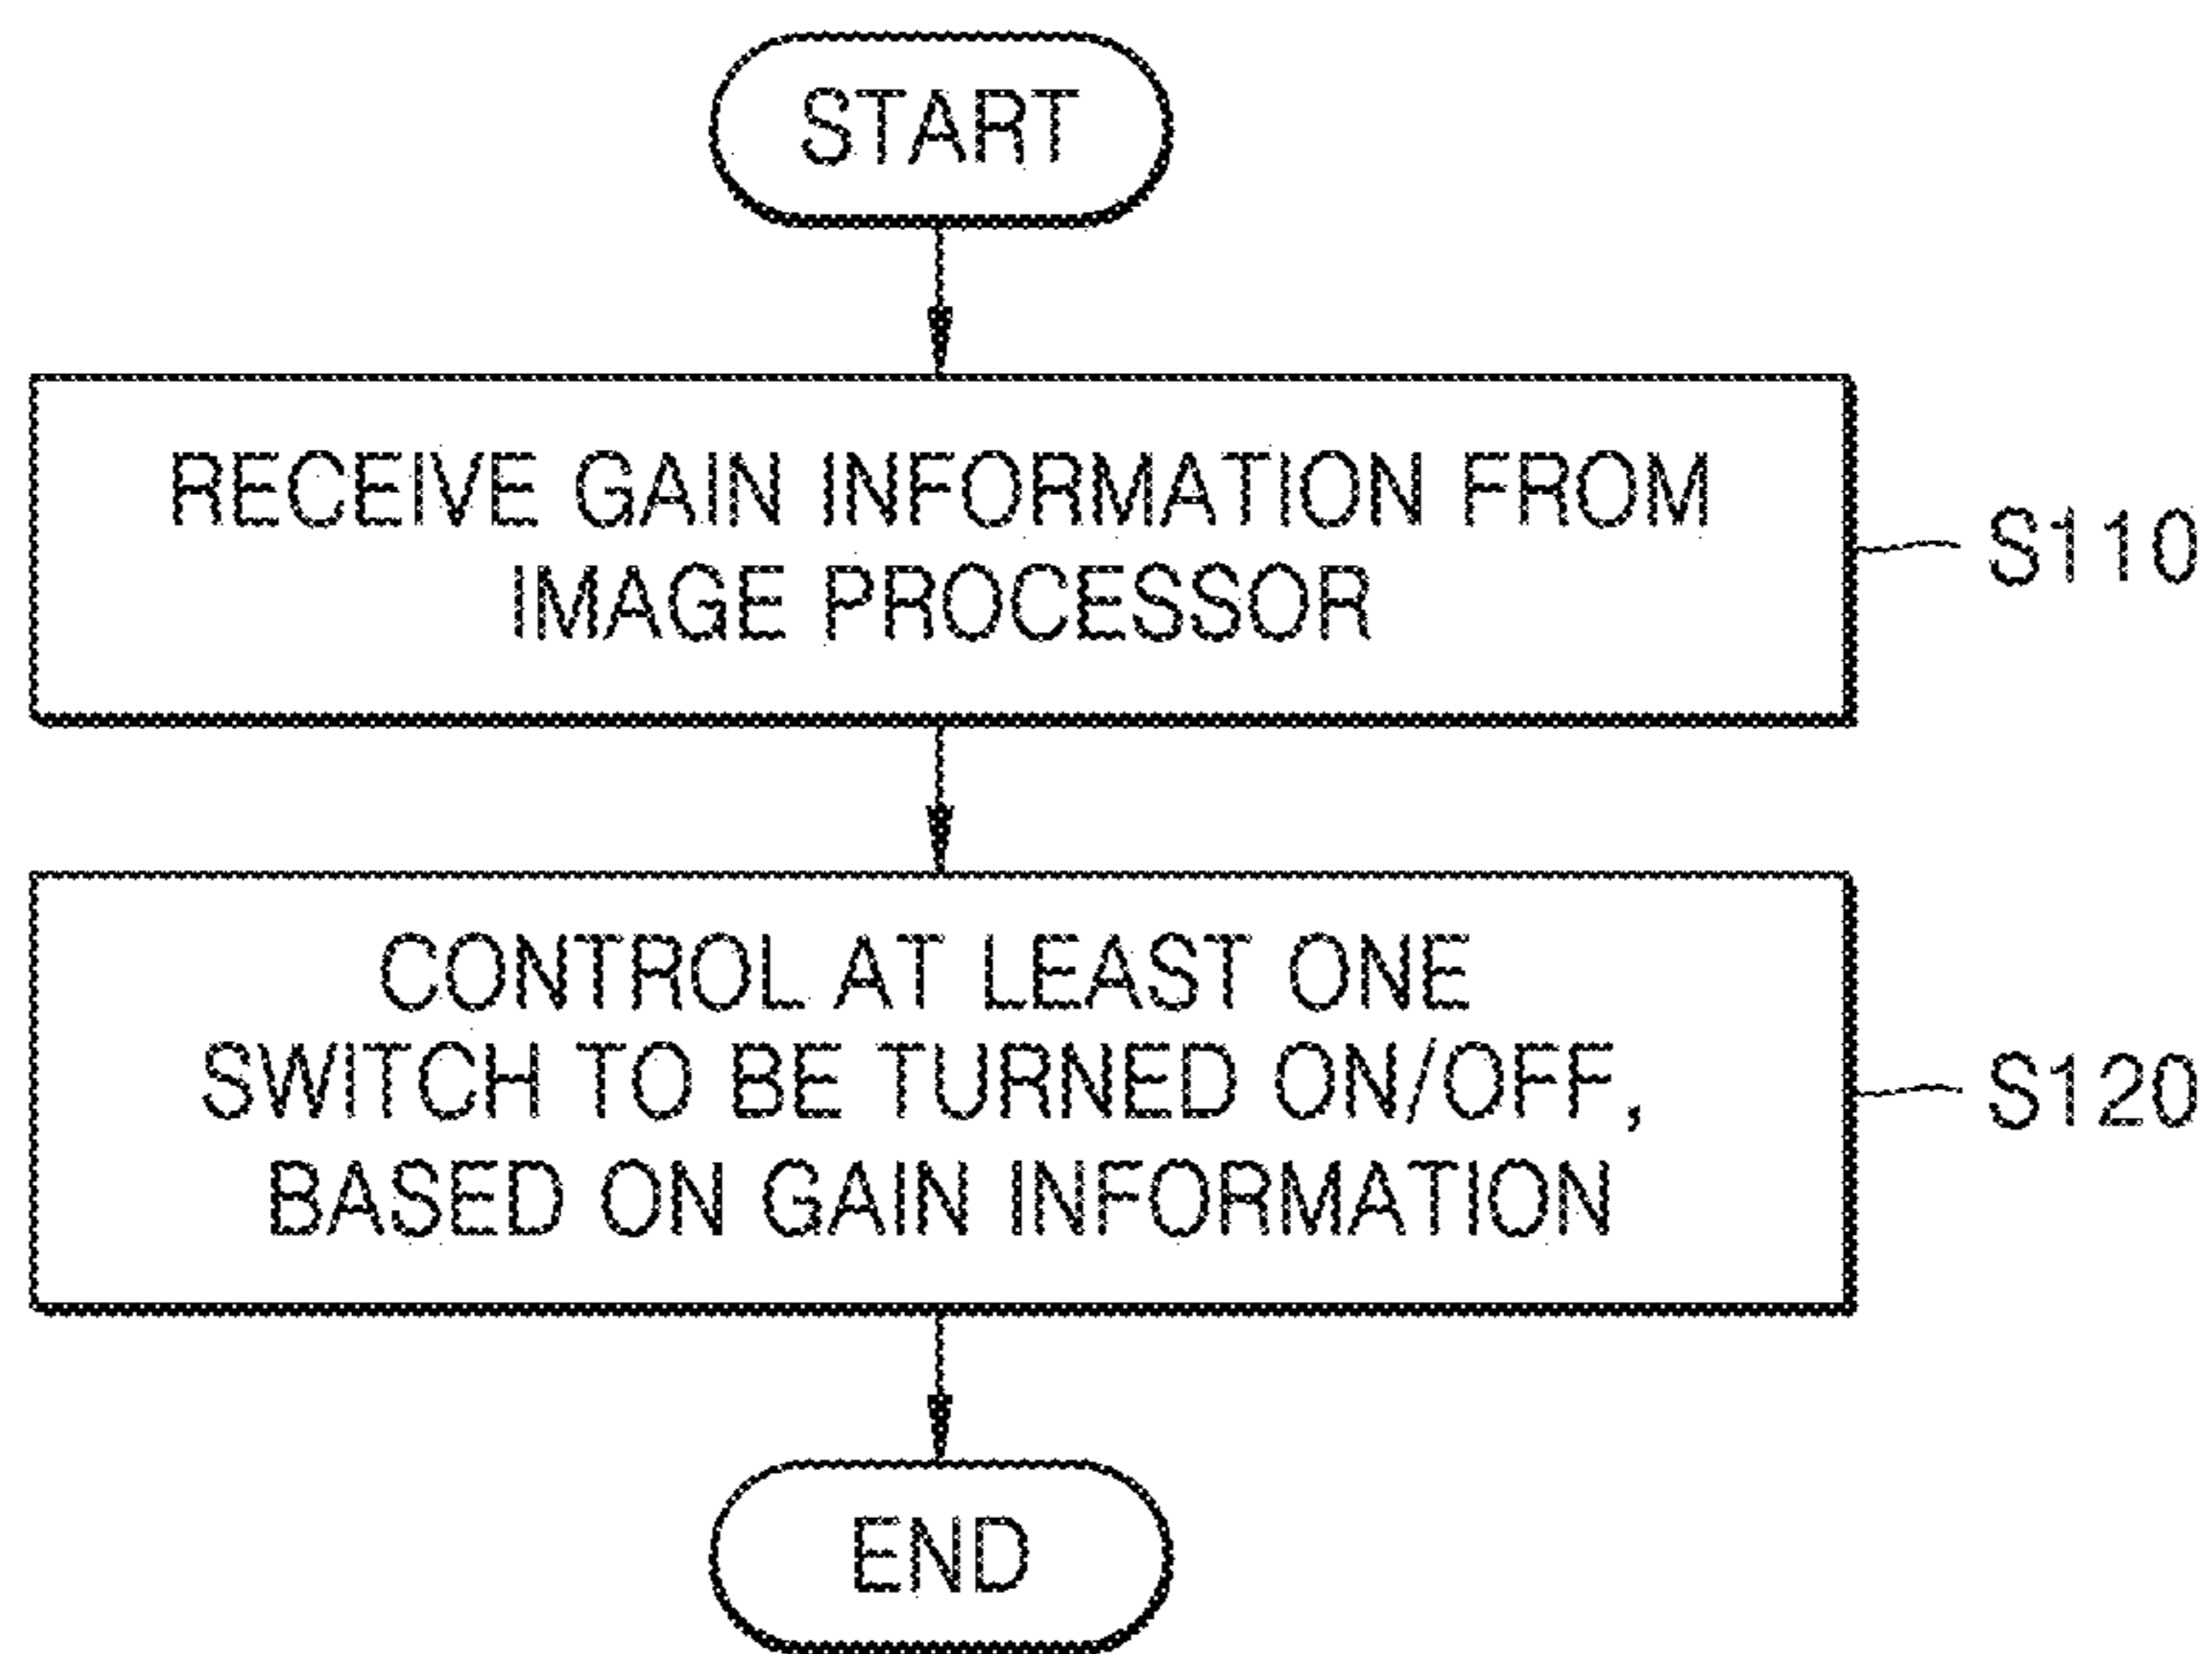 START
RECEIVE GAIN INFORMATION FROM
IMAGE PROCESSOR
S110
CONTROL AT LEAST ONE
SWITCH TO BE TURNED ON/OFF,
BASED ON GAIN INFORMATION
S120
END